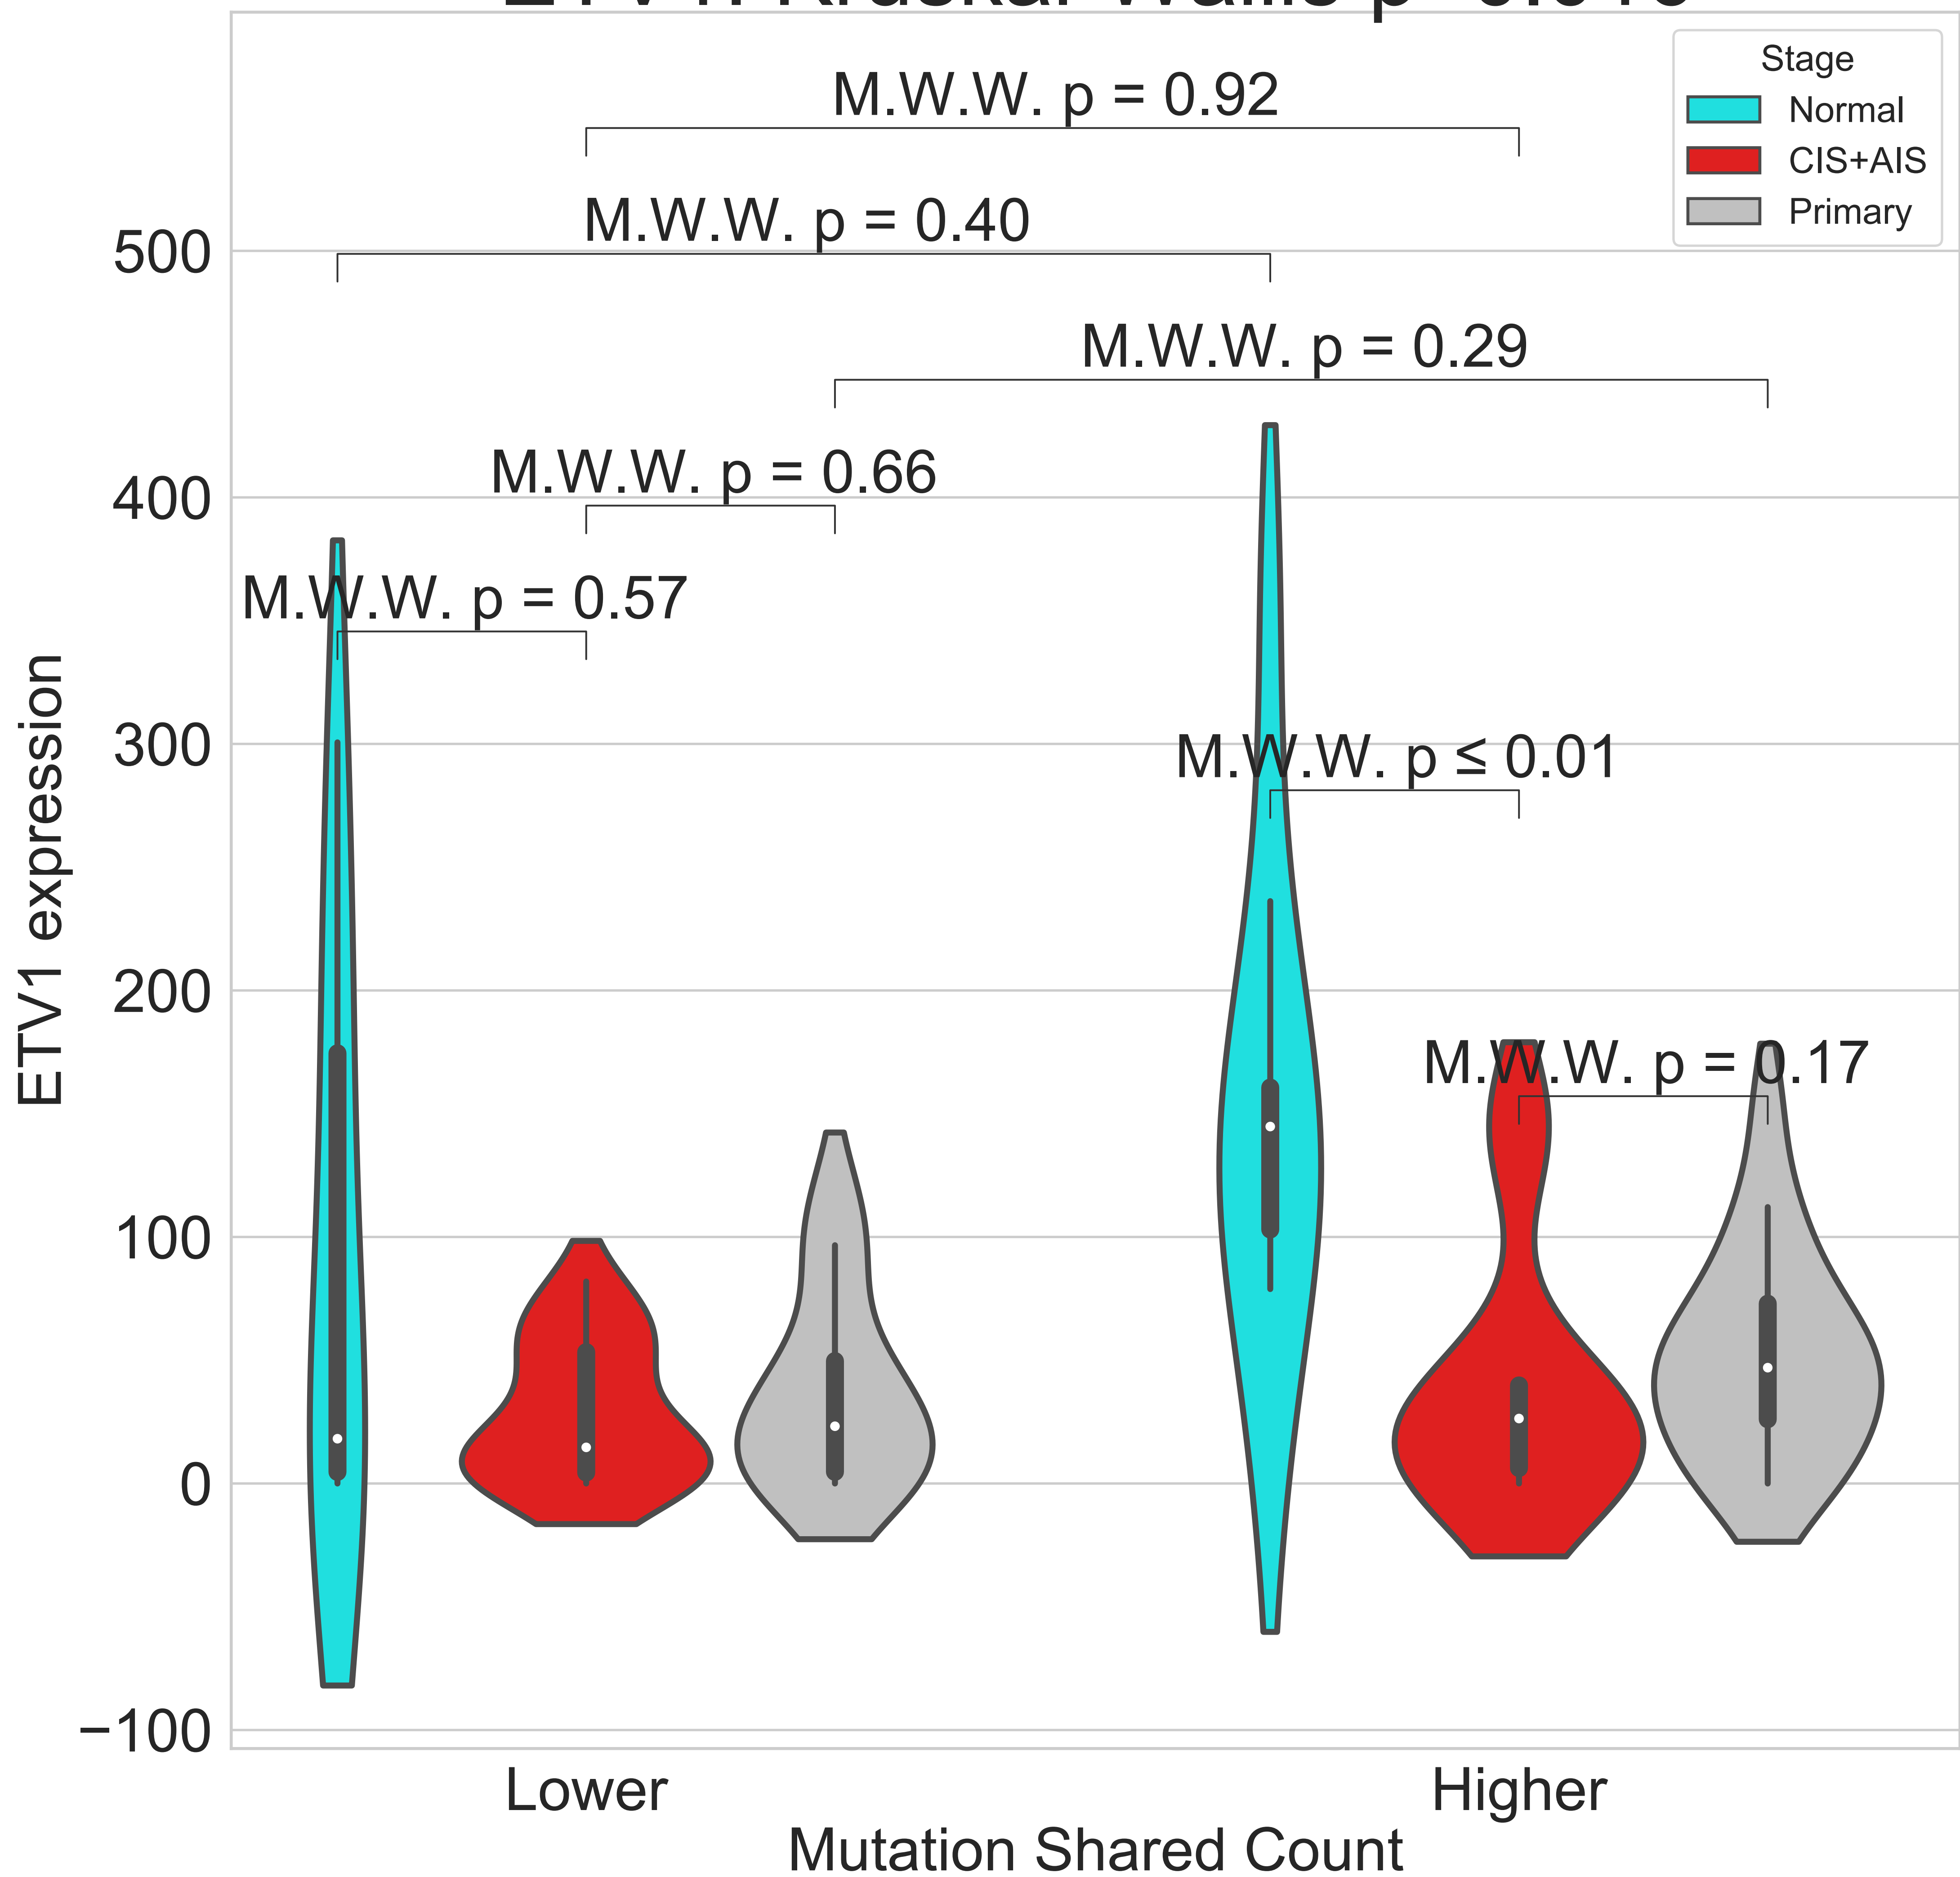 Stage
Normal
CIS+AIS
Primary
M.W.W. p = 0.92
M.W.W. p = 0.40
M.W.W. p = 0.29
M.W.W. p = 0.66
M.W.W. p = 0.57
M.W.W. p ≤ 0.01
M.W.W. p = 0.17
ETV1 expression
500
400
300
200
100
0
−100
Lower
Higher
Mutation Shared Count